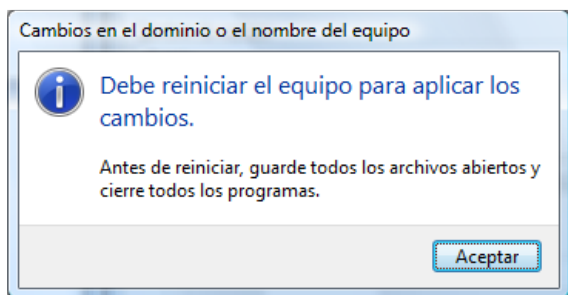 Cambios en el dominio o el nombre del equipo
Debe reiniciar el equipo para aplicar los
cambios.
Antes de reiniciar, guarde todos los archivos abiertos y
cierre todos los programas.
Aceptar